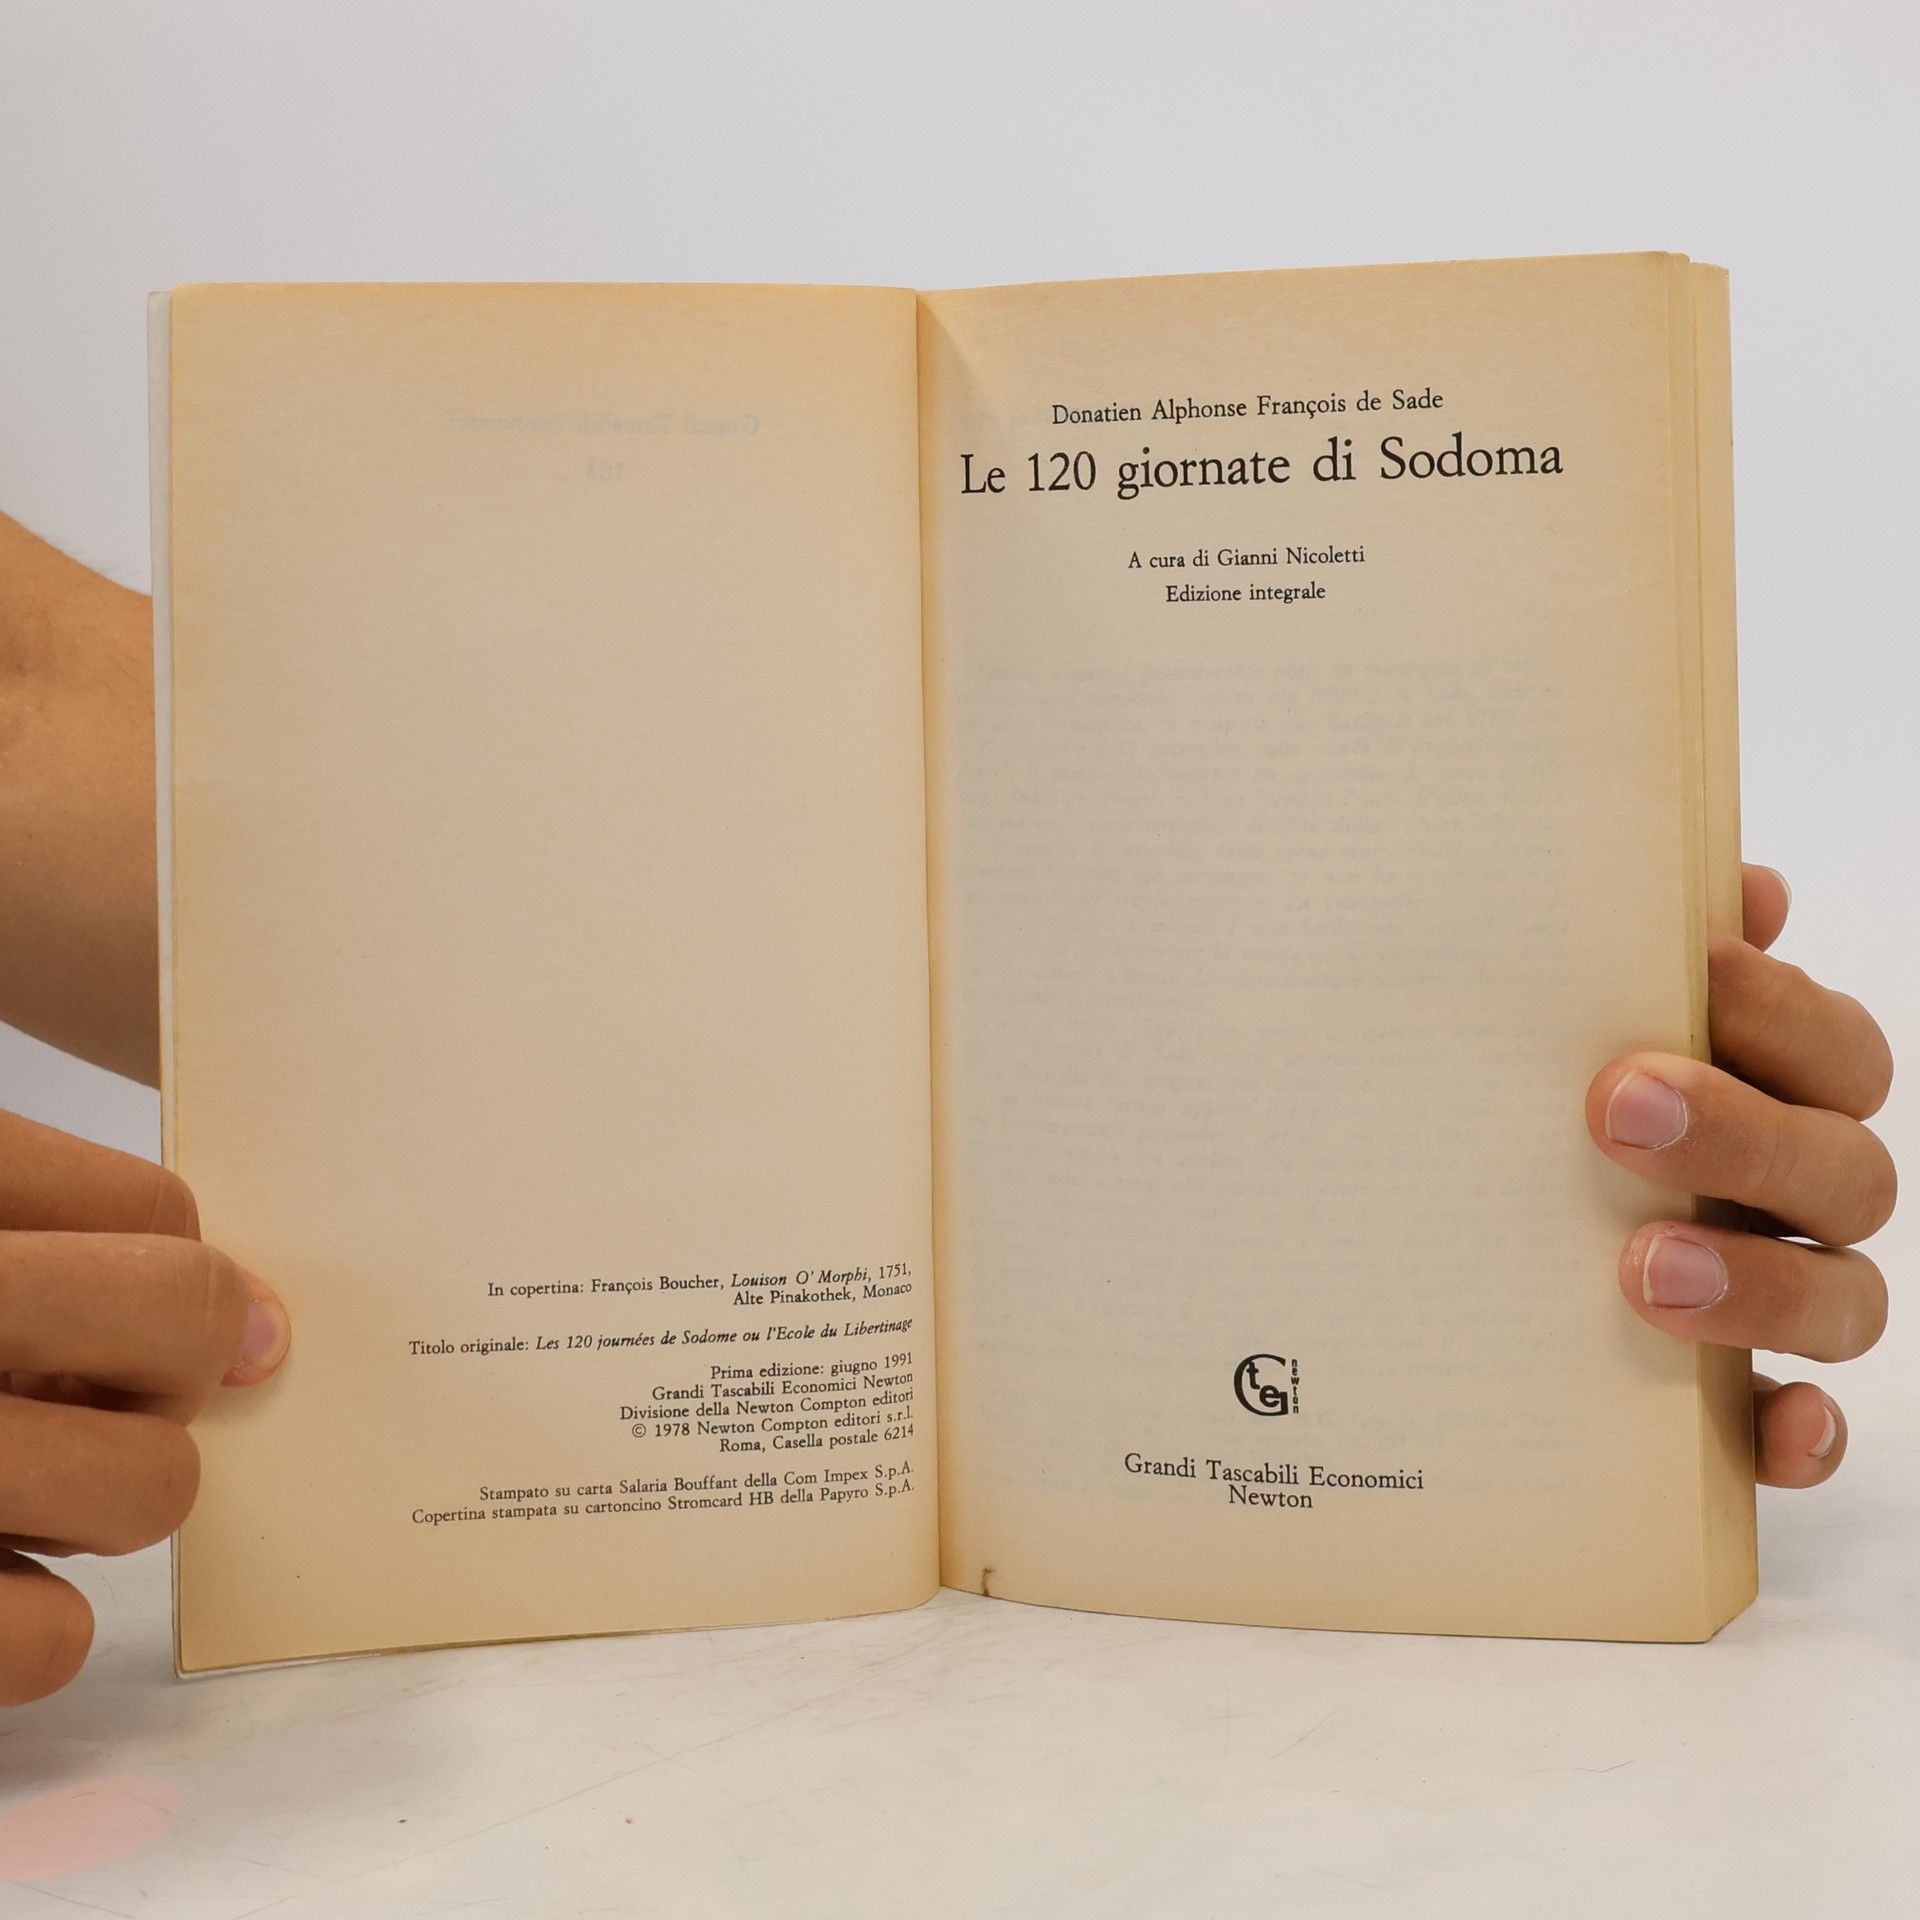 In copertina: François Boucher, Louison O' Morphi, 1751,
Alte Pinakothek, Monaco
Titolo originale: Les 120 journées de Sodome ou l'Ecole du Libertinage
Prima edizione: giugno 1991
Grandi Tascabili Economici Newton
Divisione della Newton Compton editori
© 1978 Newton Compton editori s.r.l.
Roma, Casella postale 6214
Stampato su carta Salaria Bouffant della Com Impex S.p.A.
Copertina stampata su cartoncino Stromcard HB della Papyro S.p.A.
Donatien Alphonse François de Sade
Le 120 giornate di Sodoma
A cura di Gianni Nicoletti
Edizione integrale
Gte newton
Grandi Tascabili Economici
Newton